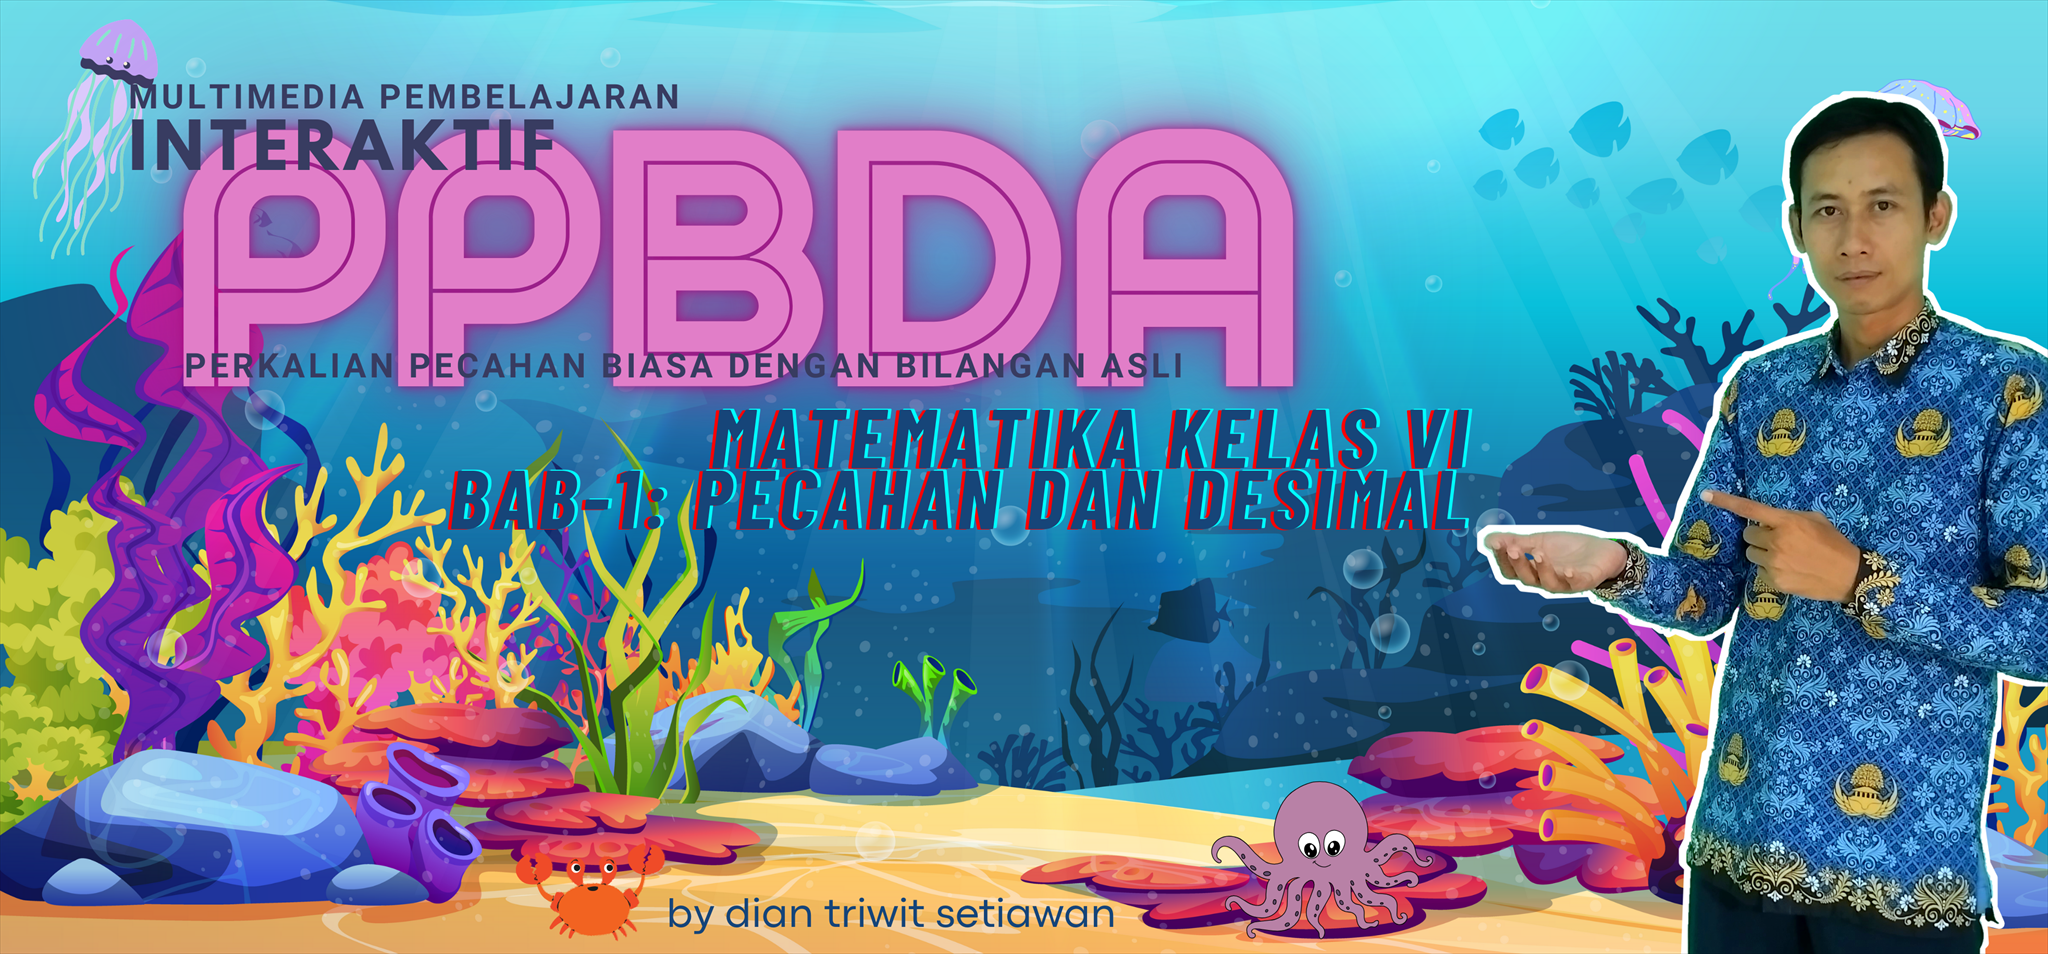 MULTIMEDIA PEMBELAJARAN
INTERAKTIF
PPBDA
PERKALIAN PECAHAN BIASA DENGAN BILANGAN ASLI
MATEMATIKA KELAS VI
BAB-1: PECAHAN DAN DESIMAL
by dian triwit setiawan